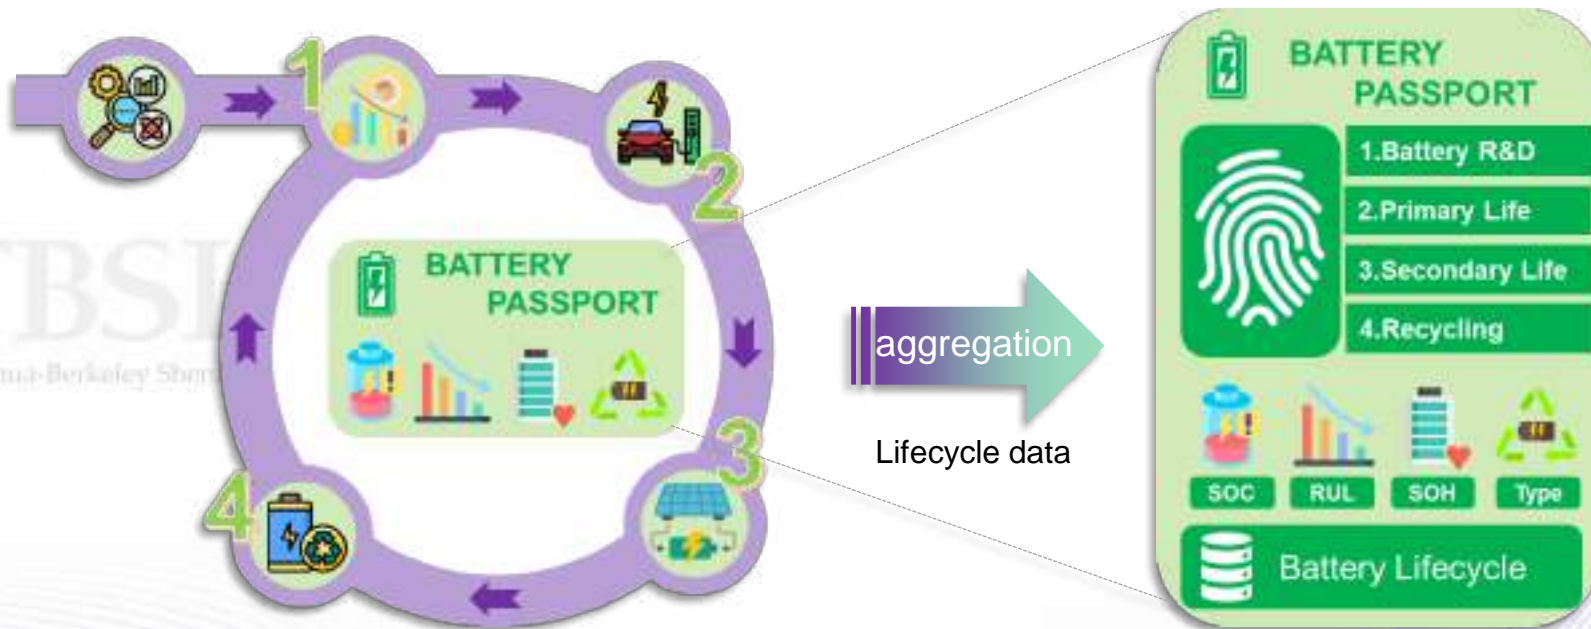 1
2
TBSI
BATTERY
PASSPORT
3
4
aggregation
Lifecycle data
BATTERY
PASSPORT
1.Battery R&D
2.Primary Life
3.Secondary Life
4.Recycling
SOC
RUL
SOH
Type
Battery Lifecycle